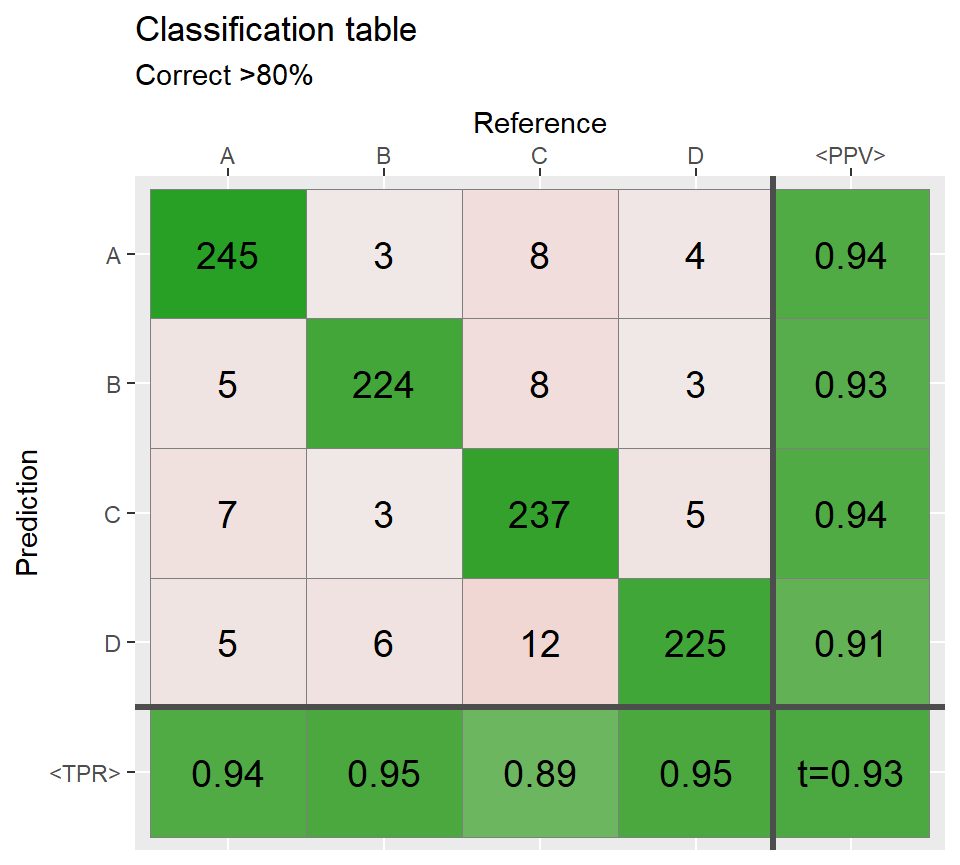 Classification table
Correct >80%
Reference
A B C D <PPV>
A 245 3 8 4 0.94
B 5 224 8 3 0.93
C 7 3 237 5 0.94
D 5 6 12 225 0.91
<TPR> 0.94 0.95 0.89 0.95 t=0.93
Prediction